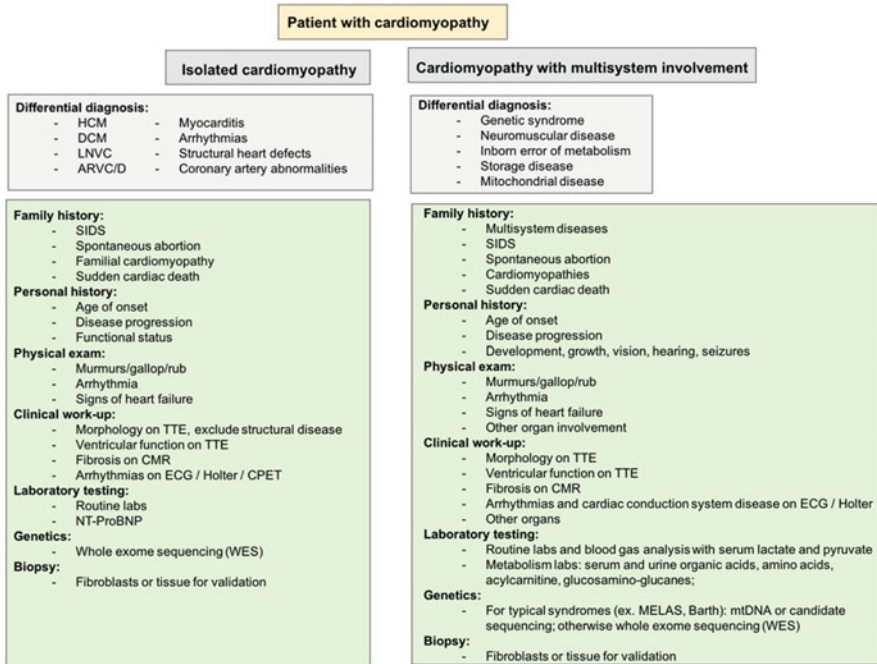 Patient with cardiomyopathy
Isolated cardiomyopathy
Differential diagnosis:
- HCM - Myocarditis
- DCM - Arrhythmias
- LNVC - Structural heart defects
- ARVC/D - Coronary artery abnormalities
Family history:
- SIDS
- Spontaneous abortion
- Familial cardiomyopathy
- Sudden cardiac death
Personal history:
- Age of onset
- Disease progression
- Functional status
Physical exam:
- Murmurs/gallop/rub
- Arrhythmia
- Signs of heart failure
Clinical work-up:
- Morphology on TTE, exclude structural disease
- Ventricular function on TTE
- Fibrosis on CMR
- Arrhythmias on ECG / Holter / CPET
Laboratory testing:
- Routine labs
- NT-ProBNP
Genetics:
- Whole exome sequencing (WES)
Biopsy:
- Fibroblasts or tissue for validation
Cardiomyopathy with multisystem involvement
Differential diagnosis:
- Genetic syndrome
- Neuromuscular disease
- Inborn error of metabolism
- Storage disease
- Mitochondrial disease
Family history:
- Multisystem diseases
- SIDS
- Spontaneous abortion
- Cardiomyopathies
- Sudden cardiac death
Personal history:
- Age of onset
- Disease progression
- Development, growth, vision, hearing, seizures
Physical exam:
- Murmurs/gallop/rub
- Arrhythmia
- Signs of heart failure
- Other organ involvement
Clinical work-up:
- Morphology on TTE
- Ventricular function on TTE
- Fibrosis on CMR
- Arrhythmias and cardiac conduction system disease on ECG / Holter
- Other organs
Laboratory testing:
- Routine labs and blood gas analysis with serum lactate and pyruvate
- Metabolism labs: serum and urine organic acids, amino acids,
acylcarnitine, glucosamino-glucanes;
Genetics:
- For typical syndromes (ex. MELAS, Barth): mtDNA or candidate
sequencing; otherwise whole exome sequencing (WES)
Biopsy:
- Fibroblasts or tissue for validation